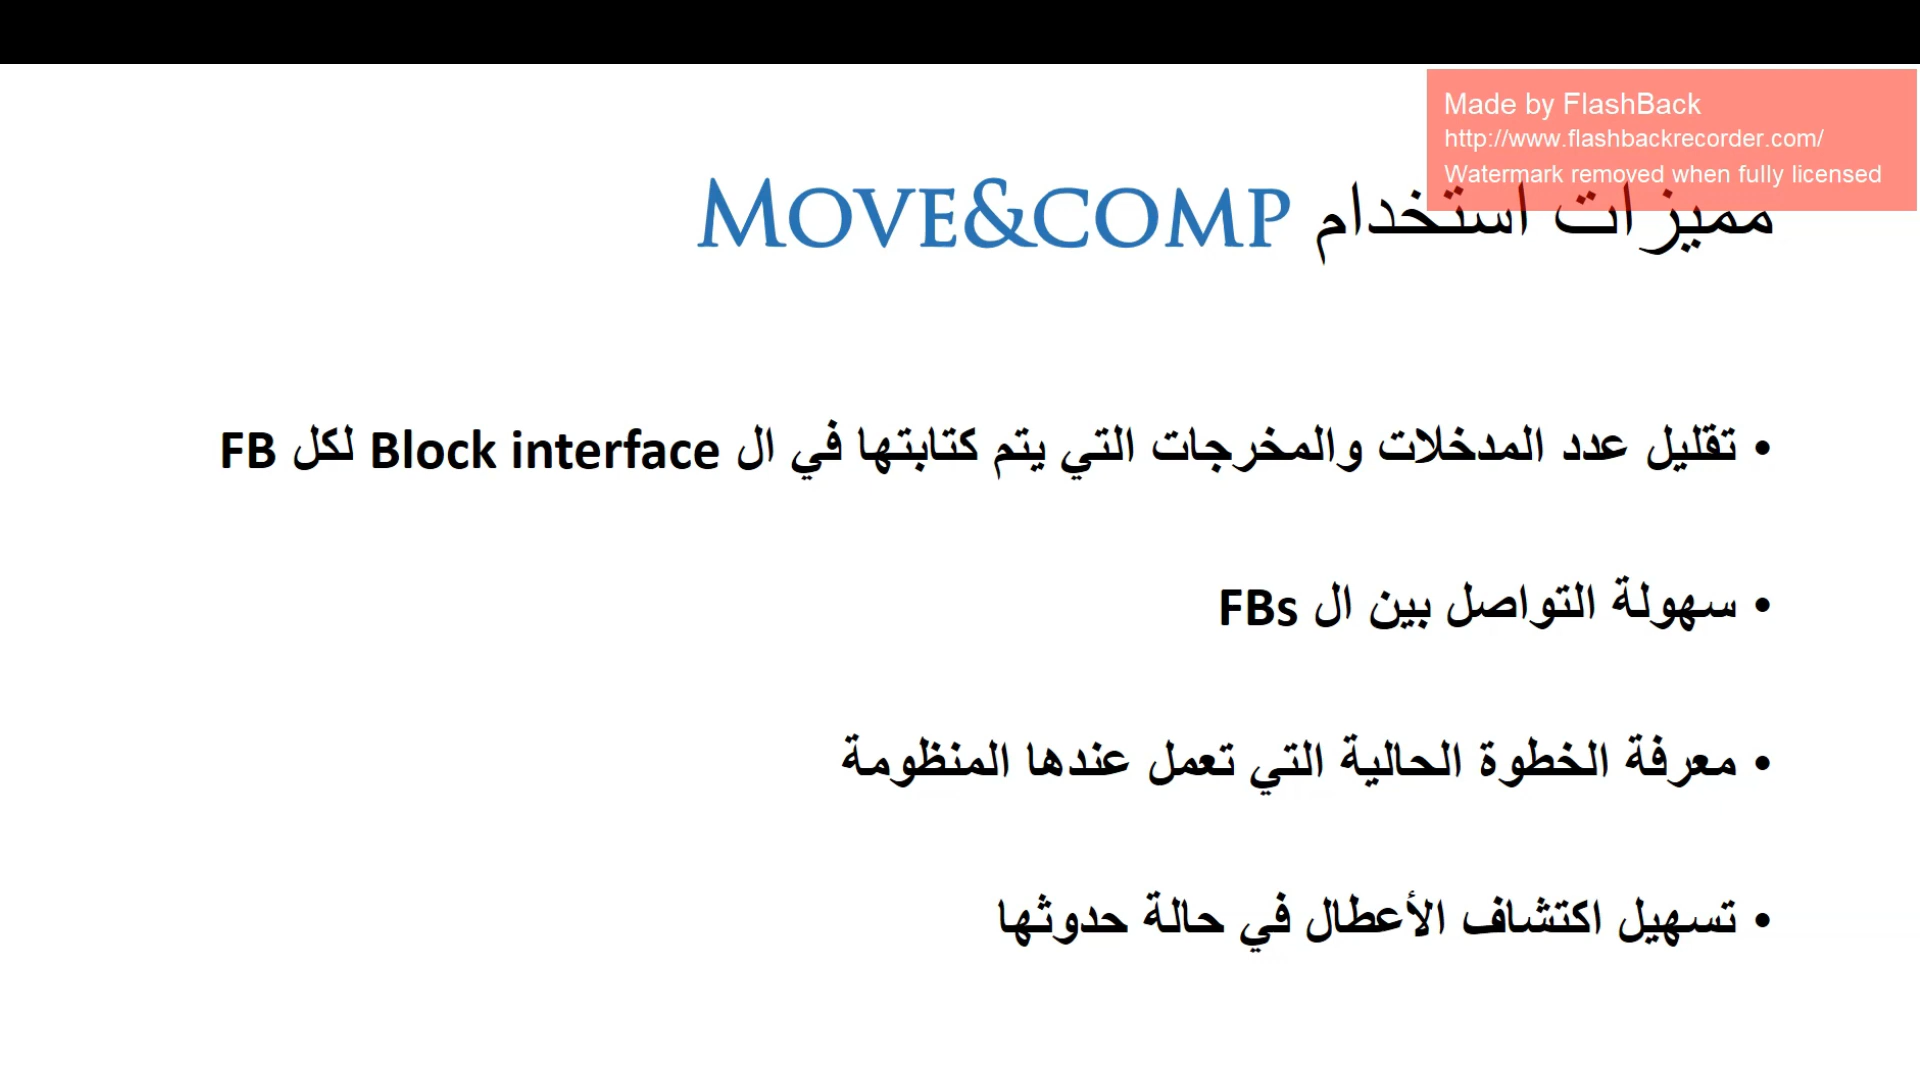 Made by FlashBack
http://www.flashbackrecorder.com/
Watermark removed when fully licensed
مميزات استخدام MOVE&COMP
• تقليل عدد المدخلات والمخرجات التي يتم كتابتها في ال Block interface لكل FB
• سهولة التواصل بين ال FBs
• معرفة الخطوة الحالية التي تعمل عندها المنظومة
• تسهيل اكتشاف الأعطال في حالة حدوثها